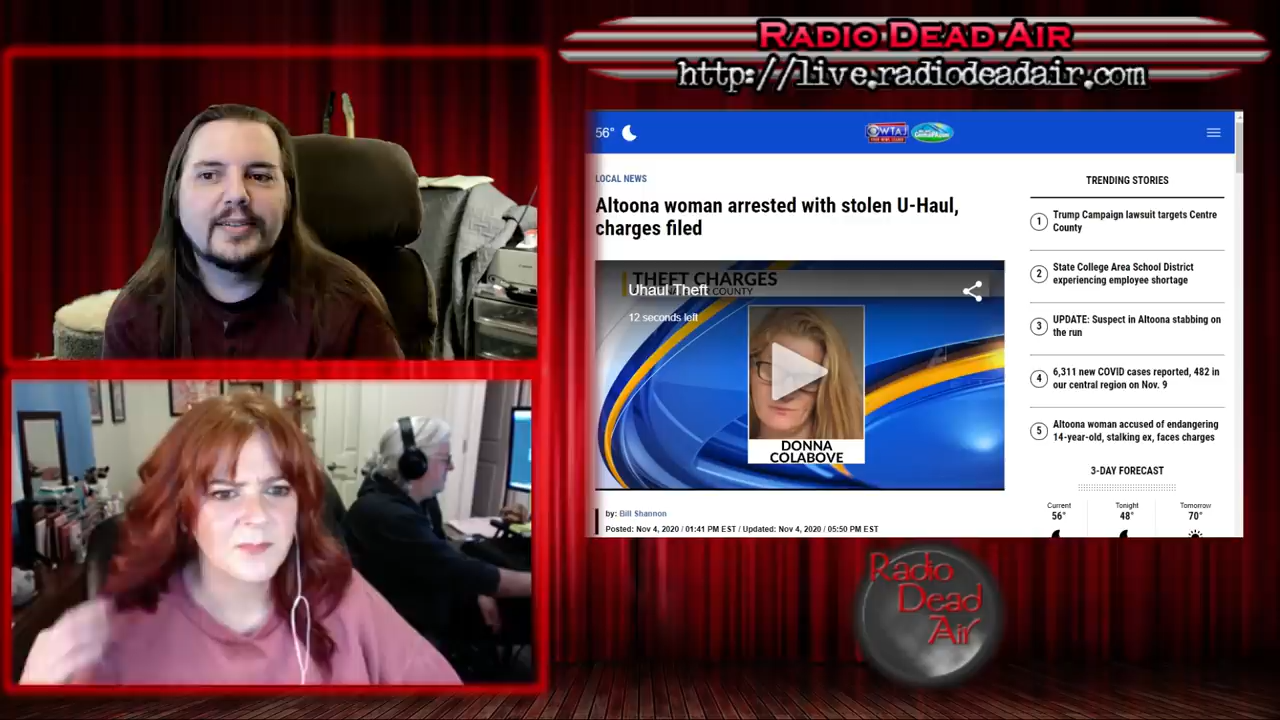 RADIO DEAD AIR
http://live.radiodeadair.com
56°
WTAJ
LOCAL NEWS
Altoona woman arrested with stolen U-Haul,
charges filed
THEFT CHARGES
COUNTY
Uhaul Theft
12 seconds left
DONNA
COLABOVE
by: Bill Shannon
Posted: Nov 4, 2020 / 01:41 PM EST / Updated: Nov 4, 2020 / 05:50 PM EST
TRENDING STORIES
1 Trump Campaign lawsuit targets Centre
County
2 State College Area School District
experiencing employee shortage
3 UPDATE: Suspect in Altoona stabbing on
the run
4 6,311 new COVID cases reported, 482 in
our central region on Nov. 9
5 Altoona woman accused of endangering
14-year-old, stalking ex, faces charges
3-DAY FORECAST
Current Tonight Tomorrow
56° 48° 70°
Radio
Dead
Air